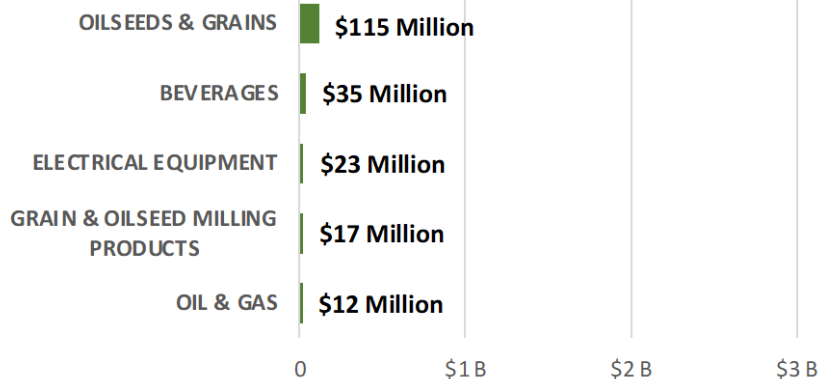 OILSEEDS & GRAINS
$115 Million
BEVERAGES
$35 Million
ELECTRICAL EQUIPMENT
$23 Million
GRAIN & OILSEED MILLING
PRODUCTS
$17 Million
OIL & GAS
$12 Million
0 $1 B $2 B $3 B